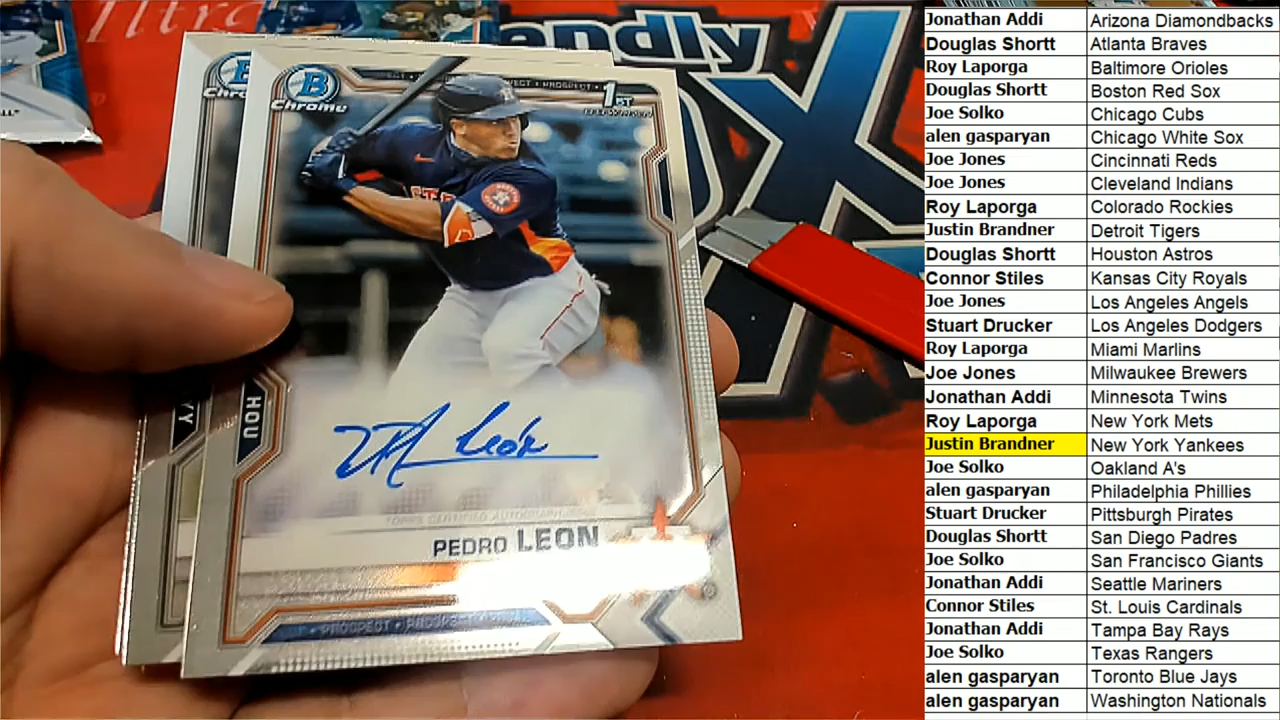 ltra
endly
X
B
Chrome
PROSPECT
1ST
HOU
Leon
TOPPS CERTIFIED AUTOGRAPH
PEDRO LEON
PROSPECT
Jonathan Addi Arizona Diamondbacks
Douglas Shortt Atlanta Braves
Roy Laporga Baltimore Orioles
Douglas Shortt Boston Red Sox
Joe Solko Chicago Cubs
alen gasparyan Chicago White Sox
Joe Jones Cincinnati Reds
Joe Jones Cleveland Indians
Roy Laporga Colorado Rockies
Justin Brandner Detroit Tigers
Douglas Shortt Houston Astros
Connor Stiles Kansas City Royals
Joe Jones Los Angeles Angels
Stuart Drucker Los Angeles Dodgers
Roy Laporga Miami Marlins
Joe Jones Milwaukee Brewers
Jonathan Addi Minnesota Twins
Roy Laporga New York Mets
Justin Brandner New York Yankees
Joe Solko Oakland A's
alen gasparyan Philadelphia Phillies
Stuart Drucker Pittsburgh Pirates
Douglas Shortt San Diego Padres
Joe Solko San Francisco Giants
Jonathan Addi Seattle Mariners
Connor Stiles St. Louis Cardinals
Jonathan Addi Tampa Bay Rays
Joe Solko Texas Rangers
alen gasparyan Toronto Blue Jays
alen gasparyan Washington Nationals